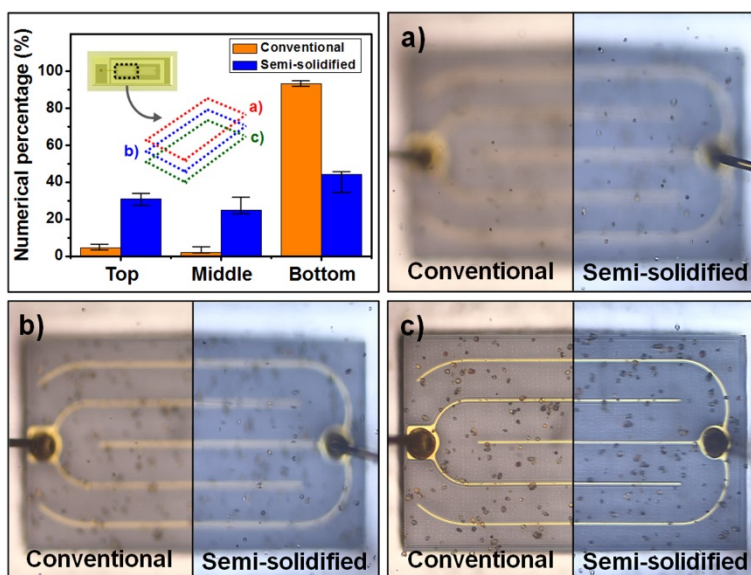 Numerical percentage (%)
100
80
60
40
20
0
Conventional
Semi-solidified
a)
b)
c)
Top Middle Bottom
a)
Conventional Semi-solidified
b)
Conventional Semi-solidified
c)
Conventional Semi-solidified